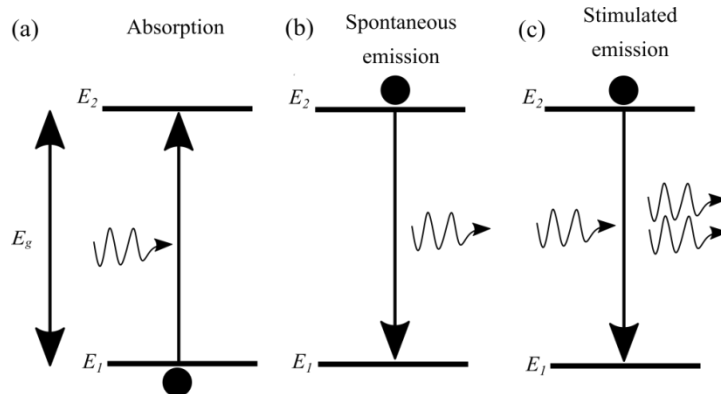 (a) Absorption
(b) Spontaneous
emission
(c) Stimulated
emission
E2
E2
E2
Eg
E1
E1
E1